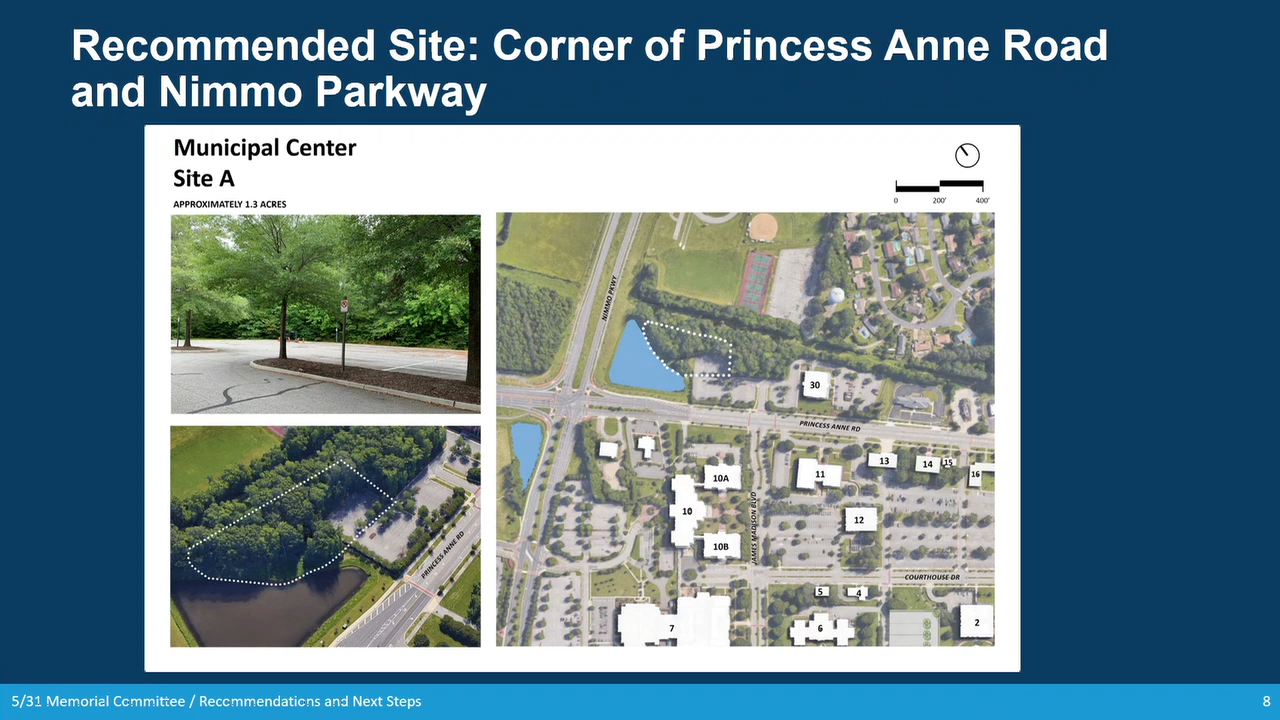 Recommended Site: Corner of Princess Anne Road
and Nimmo Parkway
Municipal Center
Site A
APPROXIMATELY 1.3 ACRES
0 200' 400'
NIMMO PKWY
30
PRINCESS ANNE RD
13
14
15
16
11
10A
10
10B
JAMES MADISON BLVD
12
COURTHOUSE DR
5
4
7
6
2
PRINCESS ANNE RD
5/31 Memorial Committee / Recommendations and Next Steps
8